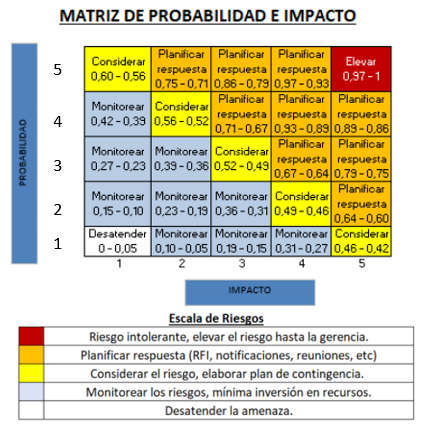 MATRIZ DE PROBABILIDAD E IMPACTO
PROBABILIDAD
5
Considerar
0,60 – 0,56
Planificar
respuesta
0,75 – 0,71
Planificar
respuesta
0,86 – 0,79
Planificar
respuesta
0,97 – 0,93
Elevar
0,97 – 1
4
Monitorear
0,42 – 0,39
Considerar
0,56 – 0,52
Planificar
respuesta
0,71 – 0,67
Planificar
respuesta
0,93 – 0,89
Planificar
respuesta
0,89 – 0,86
3
Monitorear
0,27 – 0,23
Monitorear
0,39 – 0,36
Considerar
0,52 – 0,49
Planificar
respuesta
0,67 – 0,64
Planificar
respuesta
0,79 – 0,75
2
Monitorear
0,15 – 0,10
Monitorear
0,23 – 0,19
Monitorear
0,36 – 0,31
Considerar
0,49 – 0,46
Planificar
respuesta
0,64 – 0,60
1
Desatender
0 – 0,05
Monitorear
0,10 – 0,05
Monitorear
0,19 – 0,15
Monitorear
0,31 – 0,27
Considerar
0,46 – 0,42
1 2 3 4 5
IMPACTO
Escala de Riesgos
Riesgo intolerante, elevar el riesgo hasta la gerencia.
Planificar respuesta (RFI, notificaciones, reuniones, etc)
Considerar el riesgo, elaborar plan de contingencia.
Monitorear los riesgos, mínima inversión en recursos.
Desatender la amenaza.